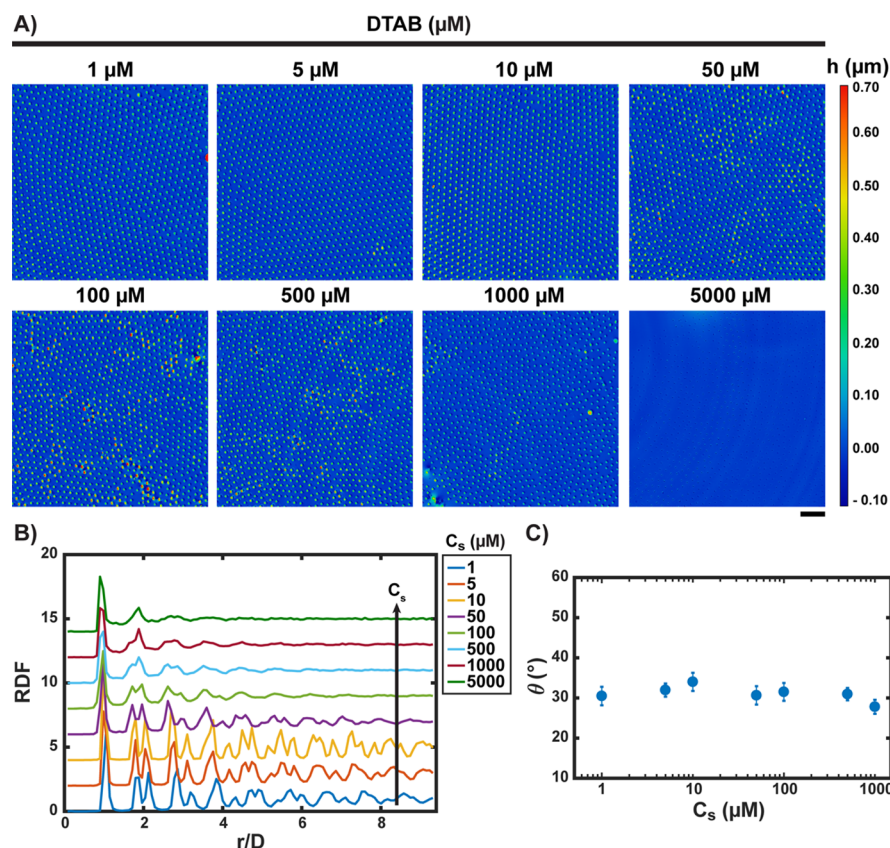 A)
DTAB (µM)
1 µM 5 µM 10 µM 50 µM h (µm)
0.70
0.60
0.50
0.40
0.30
0.20
0.10
0.00
- 0.10
100 µM 500 µM 1000 µM 5000 µM
B)
20
15
10
5
0
RDF
0 2 4 6 8
r/D
Cs
Cs (µM)
1
5
10
50
100
500
1000
5000
C)
60
50
40
30
20
10
θ (°)
1 10 100 1000
Cs (µM)